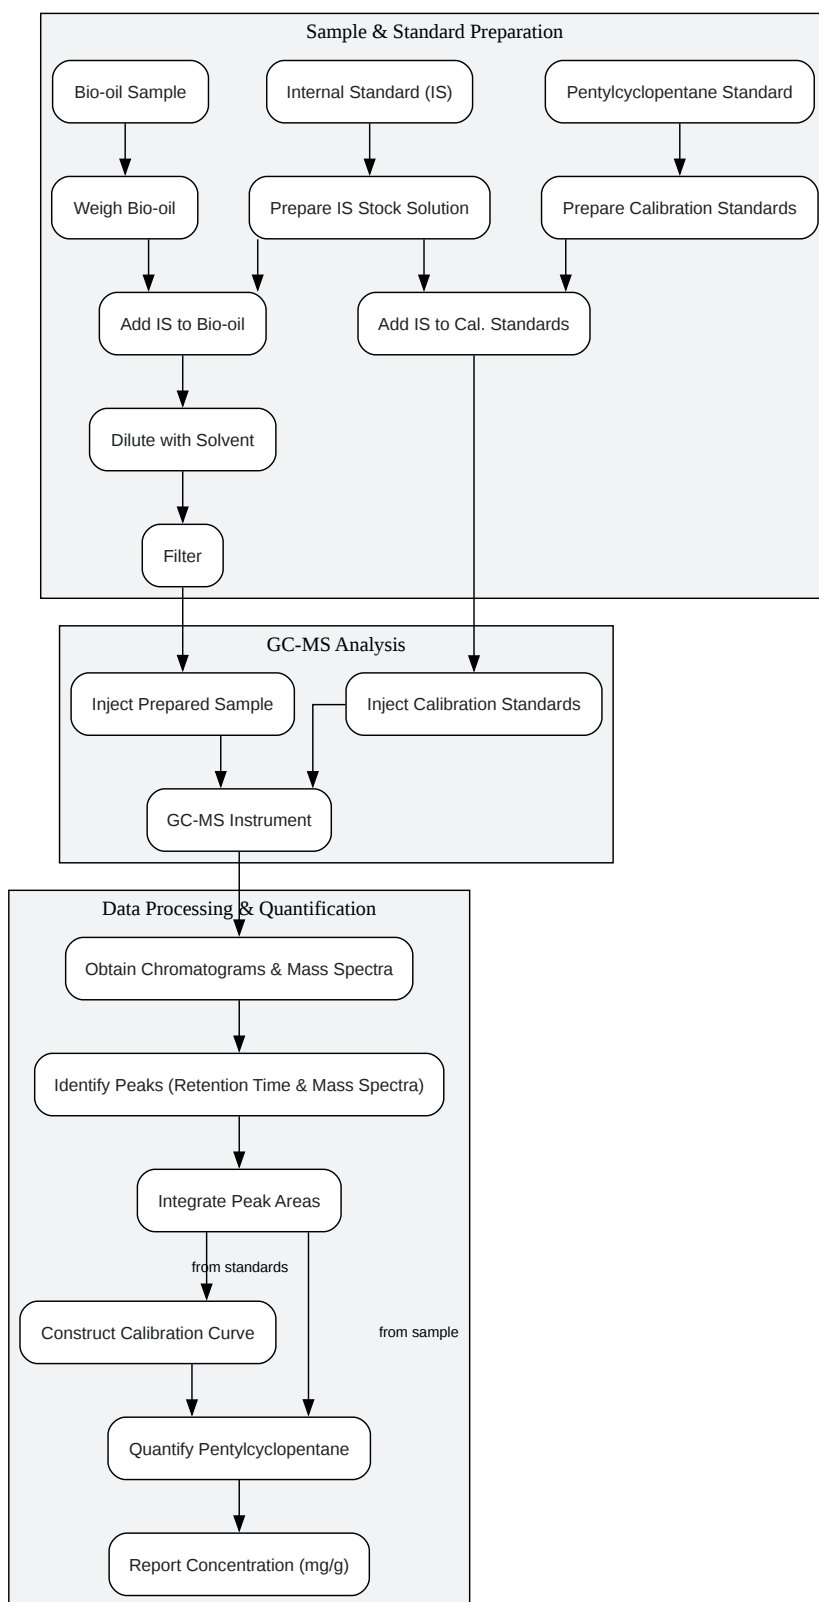 Sample & Standard Preparation
Bio-oil Sample
Internal Standard (IS)
Pentylcyclopentane Standard
Weigh Bio-oil
Prepare IS Stock Solution
Prepare Calibration Standards
Add IS to Bio-oil
Add IS to Cal. Standards
Dilute with Solvent
Filter
GC-MS Analysis
Inject Prepared Sample
Inject Calibration Standards
GC-MS Instrument
Data Processing & Quantification
Obtain Chromatograms & Mass Spectra
Identify Peaks (Retention Time & Mass Spectra)
Integrate Peak Areas
from standards
from sample
Construct Calibration Curve
Quantify Pentylcyclopentane
Report Concentration (mg/g)